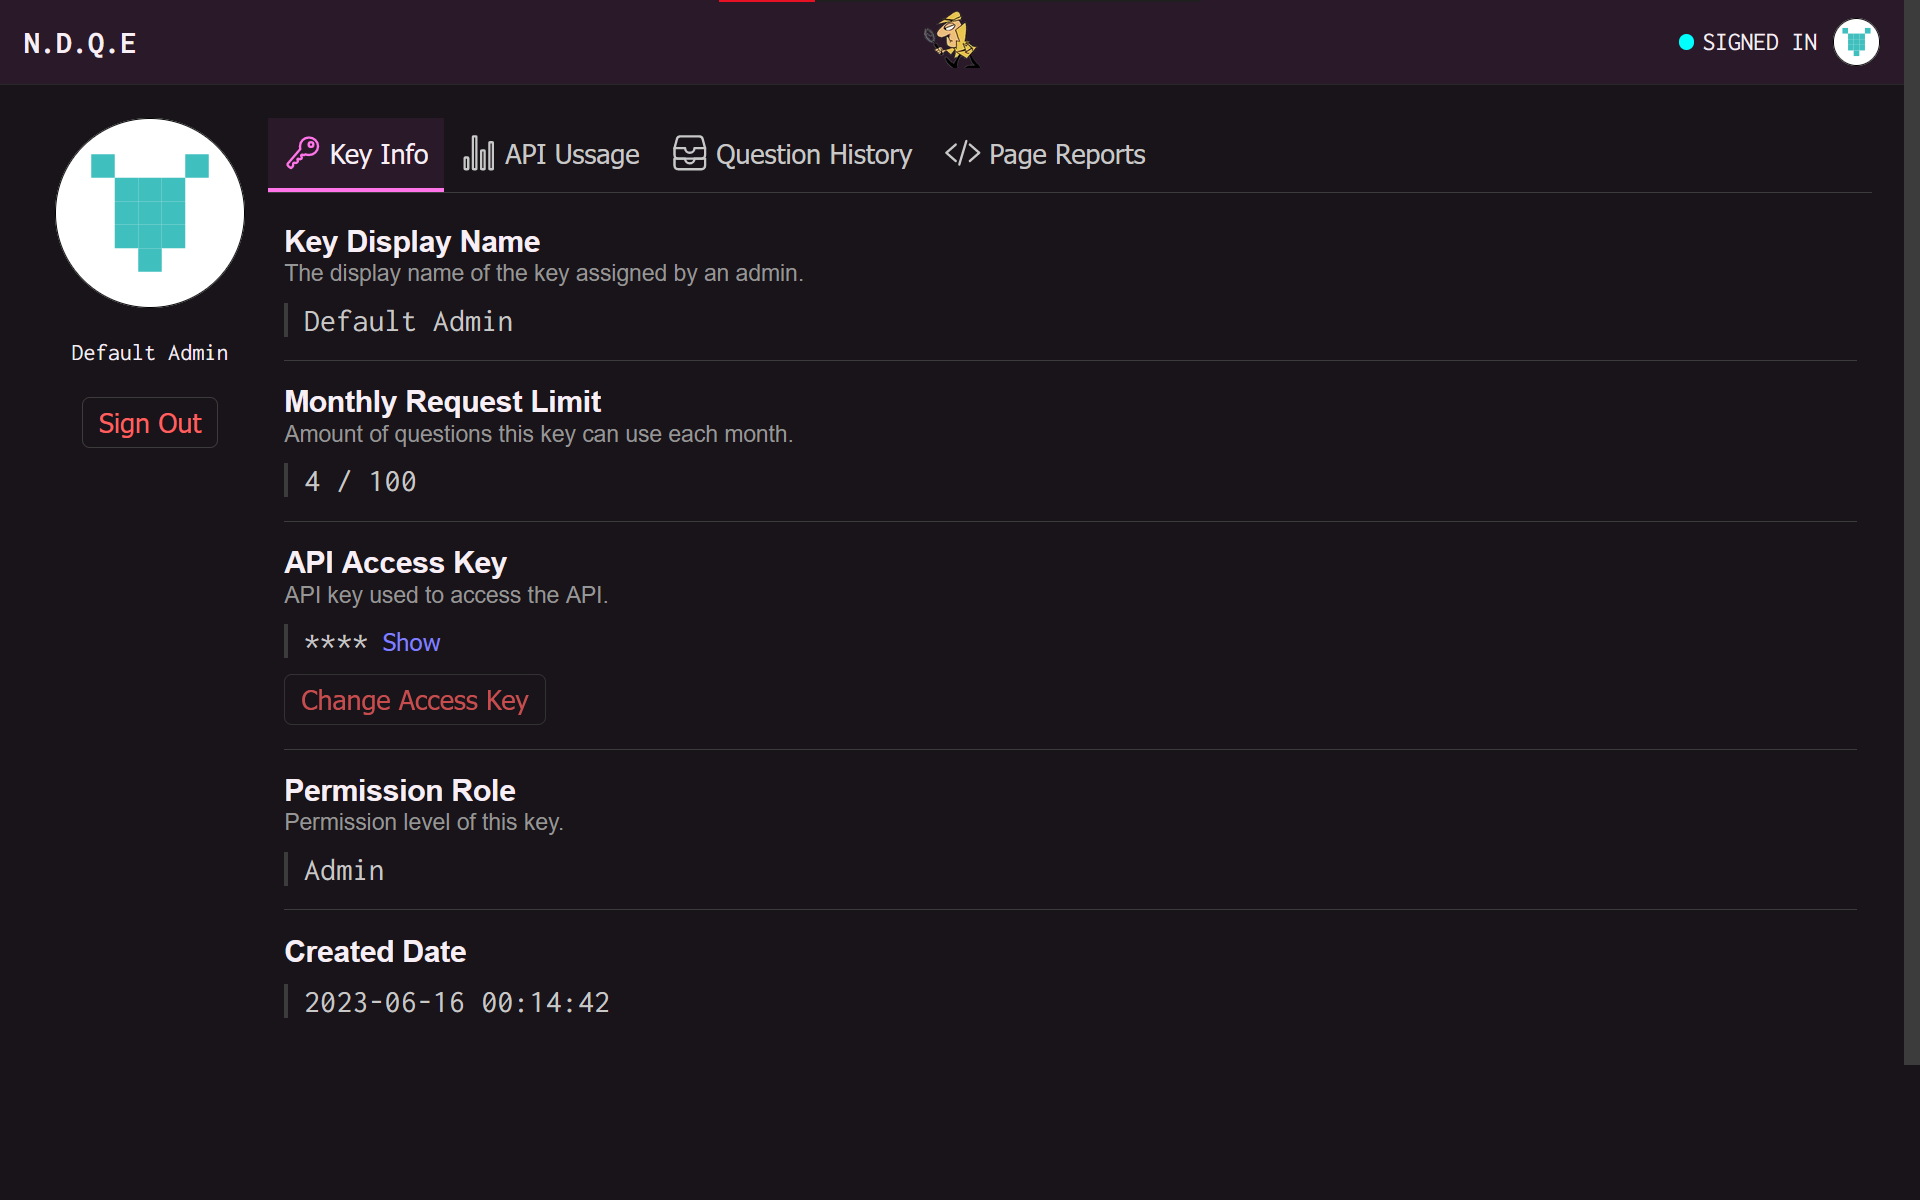 N.D.Q.E
SIGNED IN
Default Admin
Sign Out
Key Info
API Ussage
Question History
</> Page Reports
Key Display Name
The display name of the key assigned by an admin.
Default Admin
Monthly Request Limit
Amount of questions this key can use each month.
4 / 100
API Access Key
API key used to access the API.
**** Show
Change Access Key
Permission Role
Permission level of this key.
Admin
Created Date
2023-06-16 00:14:42